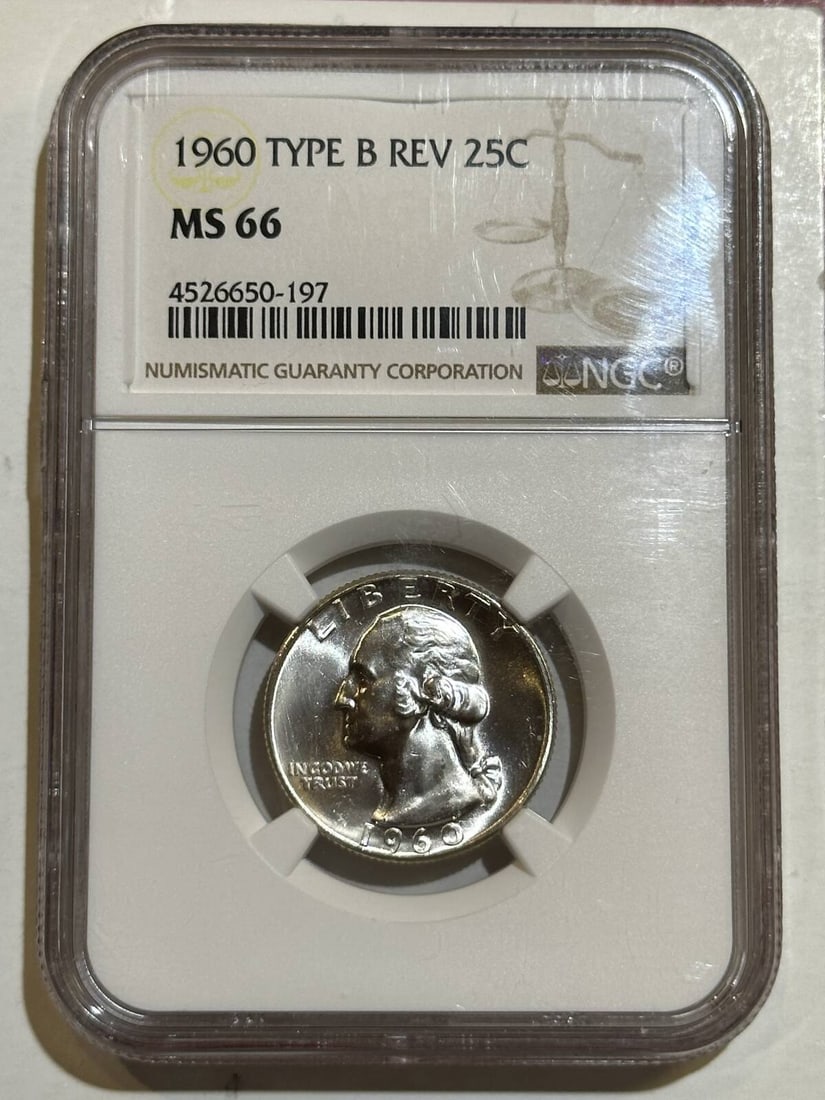 1960 TYPE B REV 25C
MS 66
4526650-197
NUMISMATIC GUARANTY CORPORATION
NGC®
LIBERTY
IN GOD WE
TRUST
1960